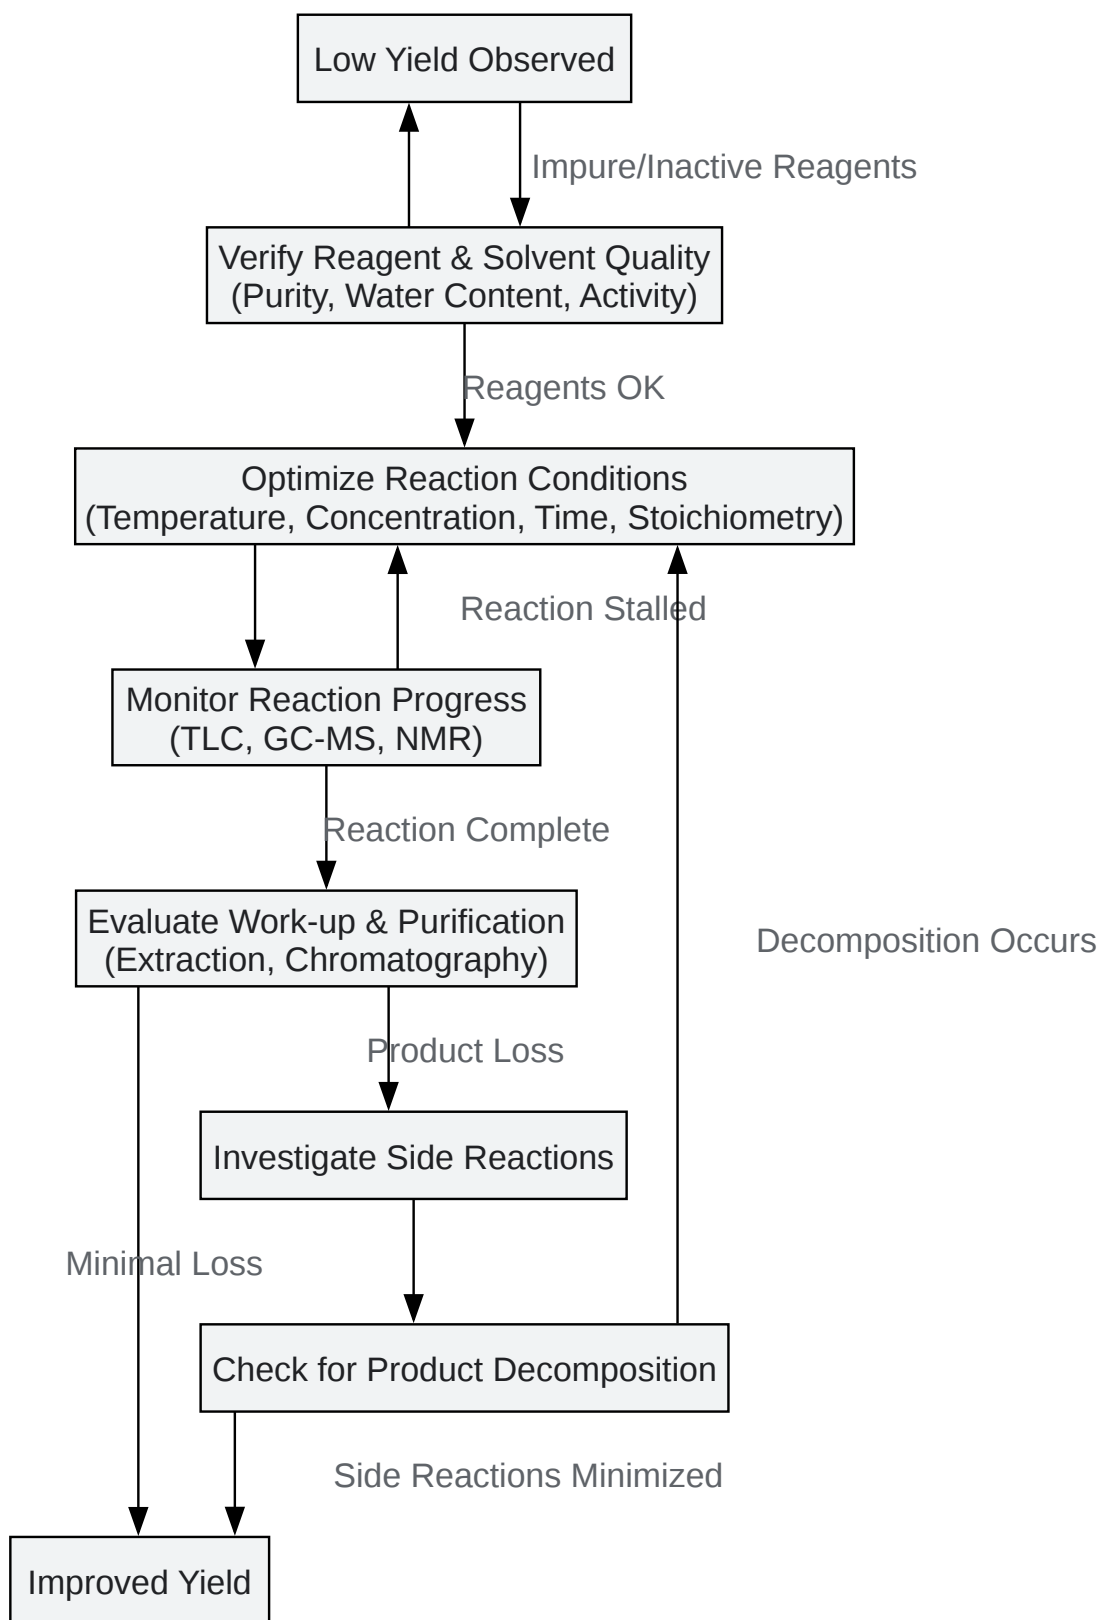 Low Yield Observed
Impure/Inactive Reagents
Verify Reagent & Solvent Quality
(Purity, Water Content, Activity)
Reagents OK
Optimize Reaction Conditions
(Temperature, Concentration, Time, Stoichiometry)
Reaction Stalled
Monitor Reaction Progress
(TLC, GC-MS, NMR)
Reaction Complete
Evaluate Work-up & Purification
(Extraction, Chromatography)
Decomposition Occurs
Product Loss
Investigate Side Reactions
Minimal Loss
Check for Product Decomposition
Side Reactions Minimized
Improved Yield